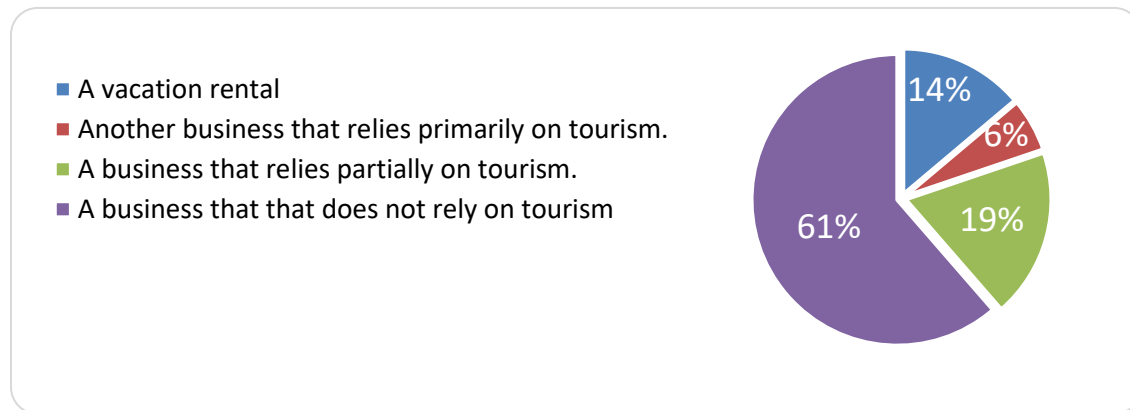 A vacation rental
Another business that relies primarily on tourism.
A business that relies partially on tourism.
A business that that does not rely on tourism
14%
6%
19%
61%